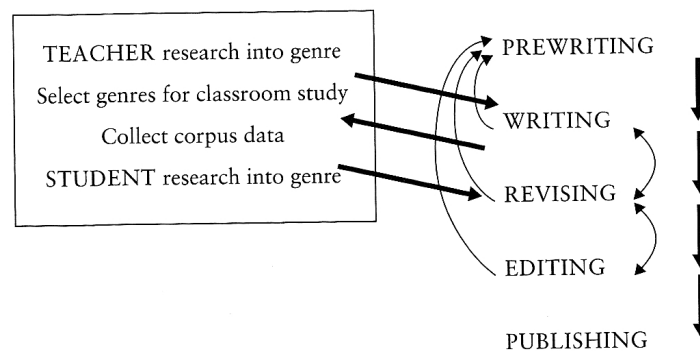 TEACHER research into genre
Select genres for classroom study
Collect corpus data
STUDENT research into genre
PREWRITING
WRITING
REVISING
EDITING
PUBLISHING